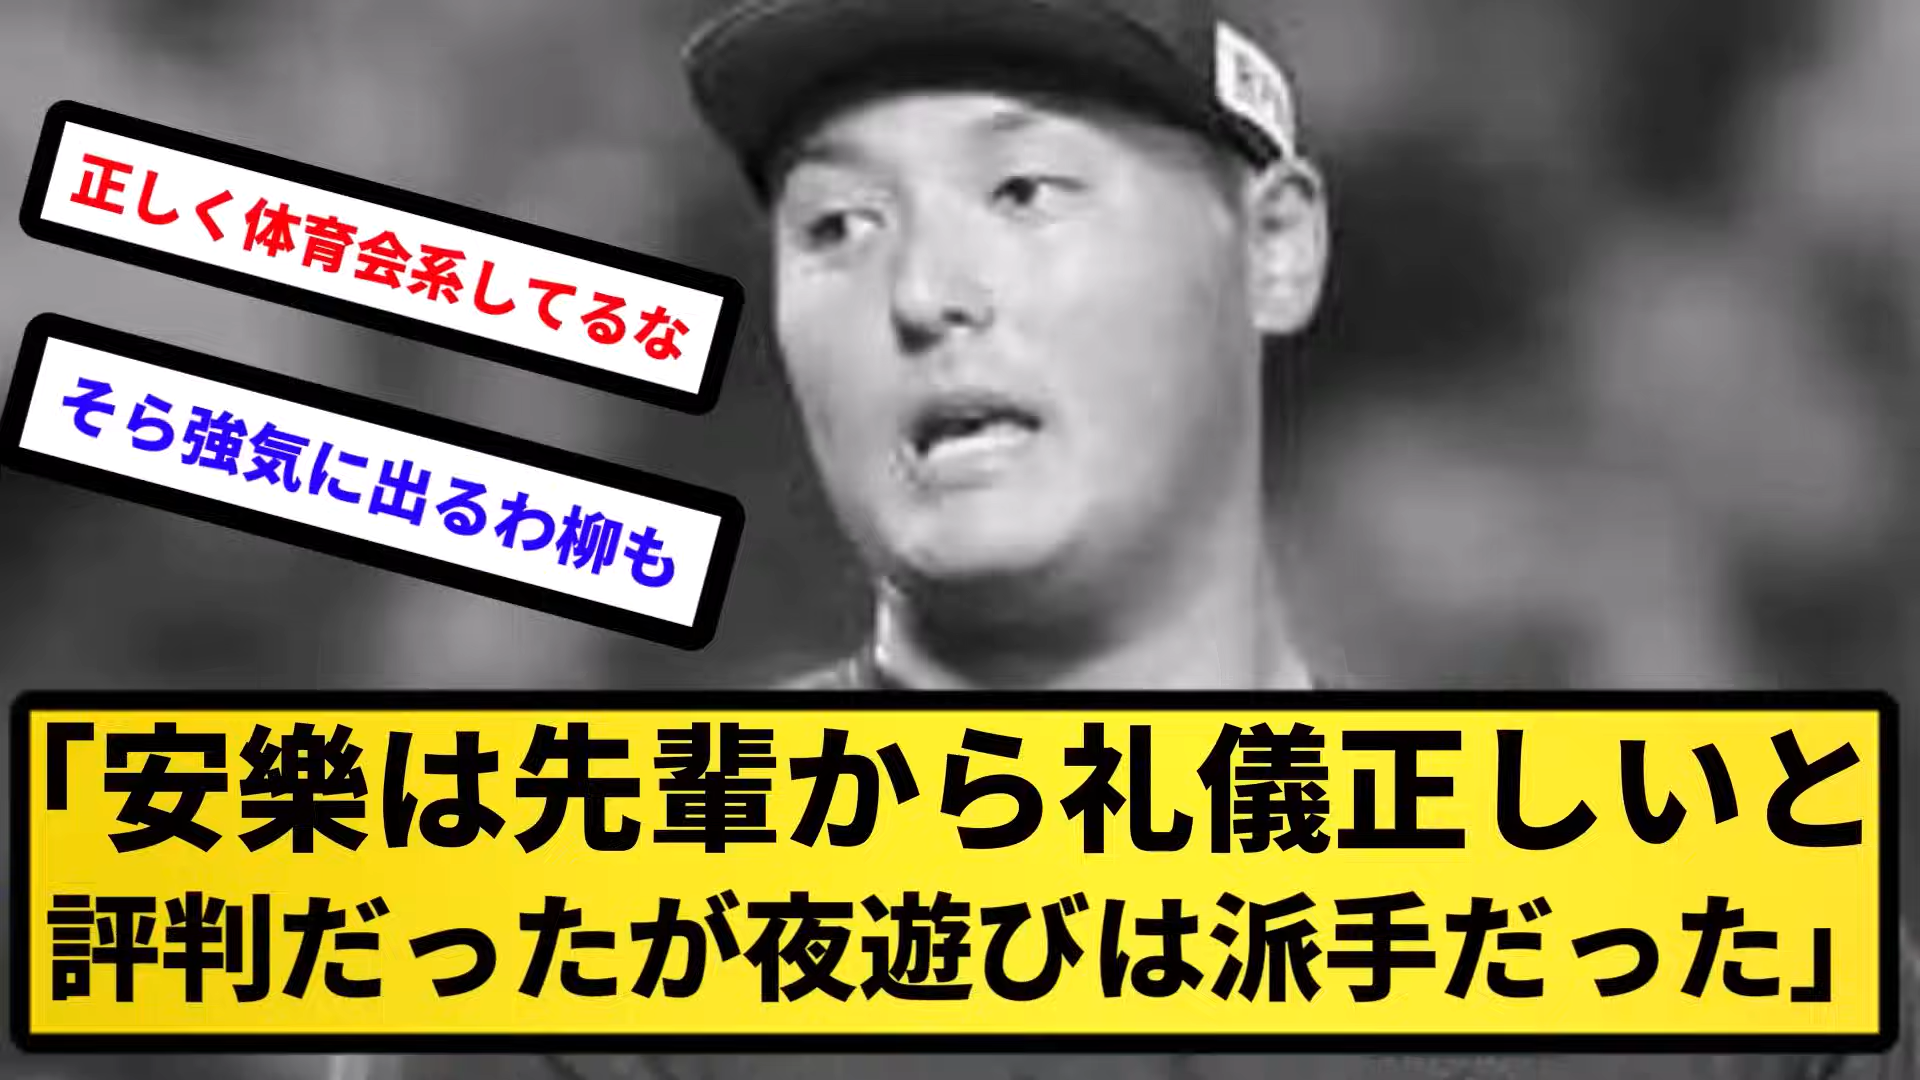 正しく体育会系してるな
そら強気に出るわ柳も
「安樂は先輩から礼儀正しいと
評判だったが夜遊びは派手だった」